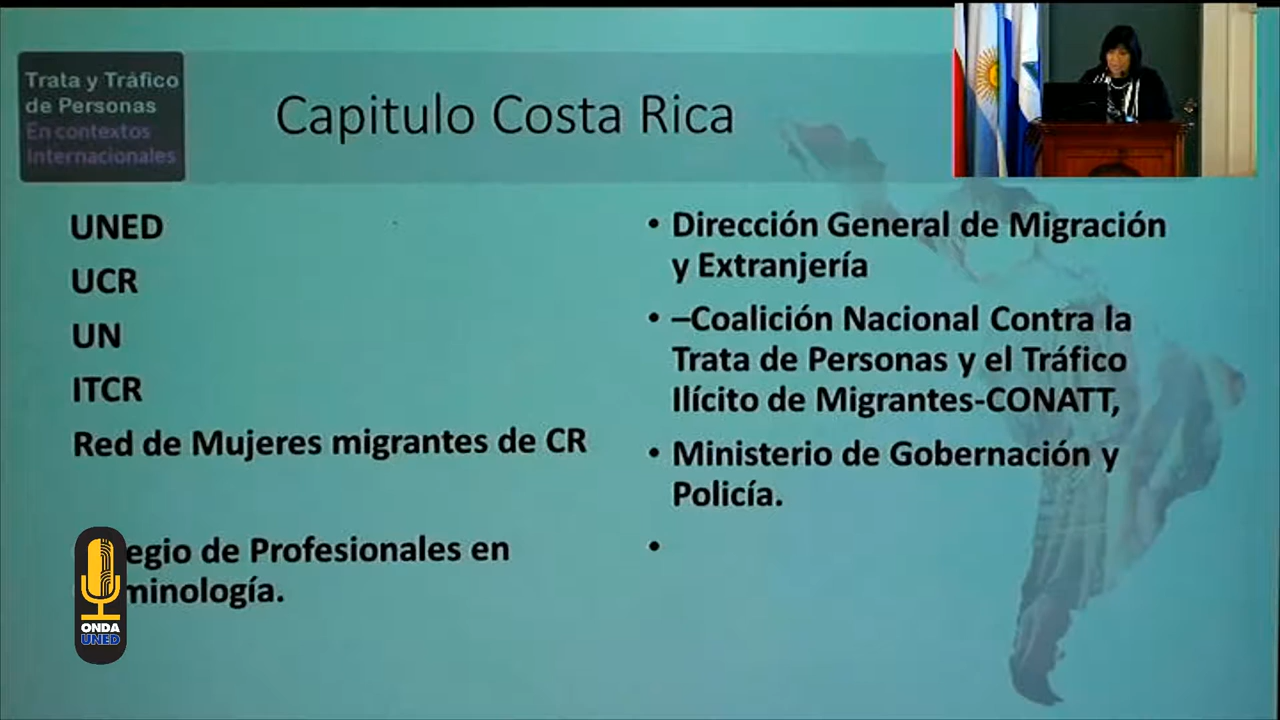 Trata y Tráfico
de Personas
En contextos
Internacionales
Capitulo Costa Rica
UNED
UCR
UN
ITCR
Red de Mujeres migrantes de CR
egio de Profesionales en
minología.
• Dirección General de Migración
y Extranjería
• –Coalición Nacional Contra la
Trata de Personas y el Tráfico
Ilícito de Migrantes-CONATT,
• Ministerio de Gobernación y
Policía.
•
ONDA
UNED